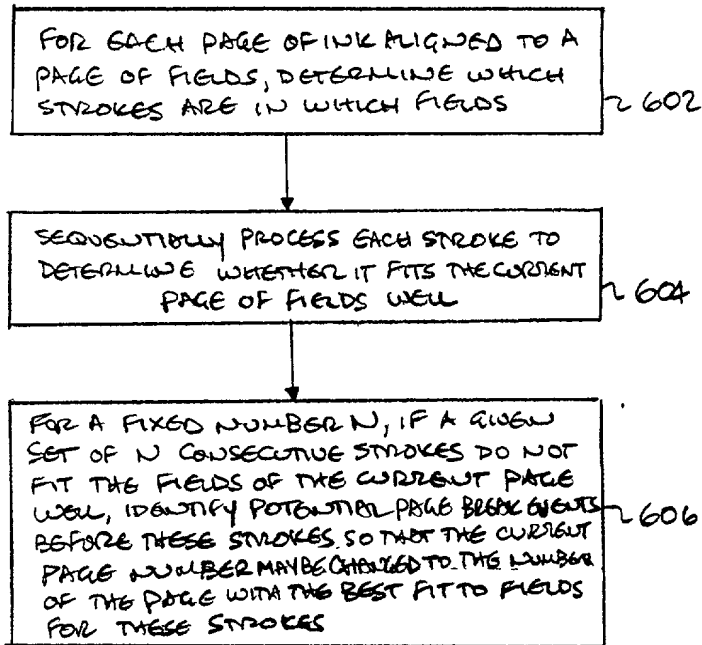 FOR EACH PAGE OF INK ALIGNED TO A
PAGE OF FIELDS, DETERMINE WHICH
STROKES ARE IN WHICH FIELDS
602
SEQUENTIALLY PROCESS EACH STROKE TO
DETERMINE WHETHER IT FITS THE CURRENT
PAGE OF FIELDS WELL
604
FOR A FIXED NUMBER N, IF A GIVEN
SET OF N CONSECUTIVE STROKES DO NOT
FIT THE FIELDS OF THE CURRENT PAGE
WELL, IDENTIFY POTENTIAL PAGE BREAK EVENTS
BEFORE THESE STROKES SO THAT THE CURRENT
PAGE NUMBER MAY BE CHANGED TO THE NUMBER
OF THE PAGE WITH THE BEST FIT TO FIELDS
FOR THESE STROKES
606